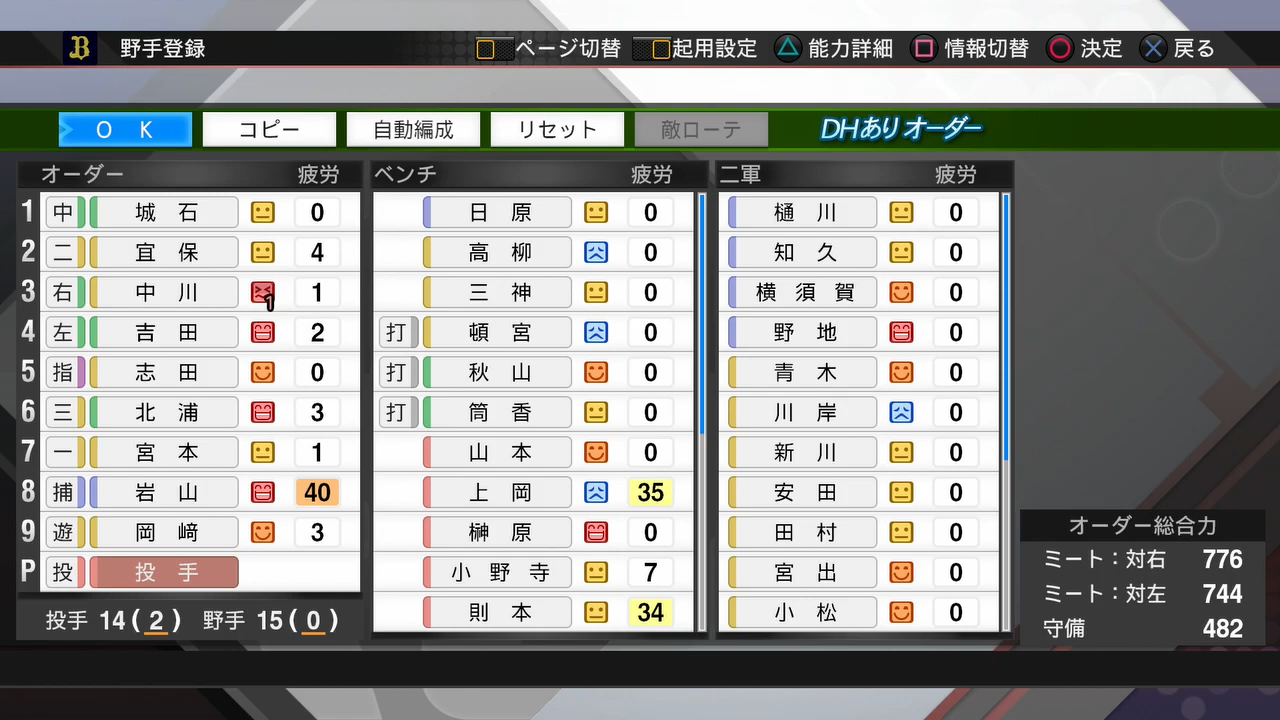 B 野手登録 ページ切替 起用設定 能力詳細 情報切替 決定 戻る
OK コピー 自動編成 リセット 敵ローテ DHありオーダー
オーダー 疲労
1 中 城石 0
2 二 宜保 4
3 右 中川 1
4 左 吉田 2
5 指 志田 0
6 三 北浦 3
7 一 宮本 1
8 捕 岩山 40
9 遊 岡﨑 3
P 投 投手
投手 14(2) 野手 15(0)
ベンチ 疲労
日原 0
高柳 0
三神 0
打 頓宮 0
打 秋山 0
打 筒香 0
山本 0
上岡 35
榊原 0
小野寺 7
則本 34
二軍 疲労
樋川 0
知久 0
横須賀 0
野地 0
青木 0
川岸 0
新川 0
安田 0
田村 0
宮出 0
小松 0
オーダー総合力
ミート：対右 776
ミート：対左 744
守備 482